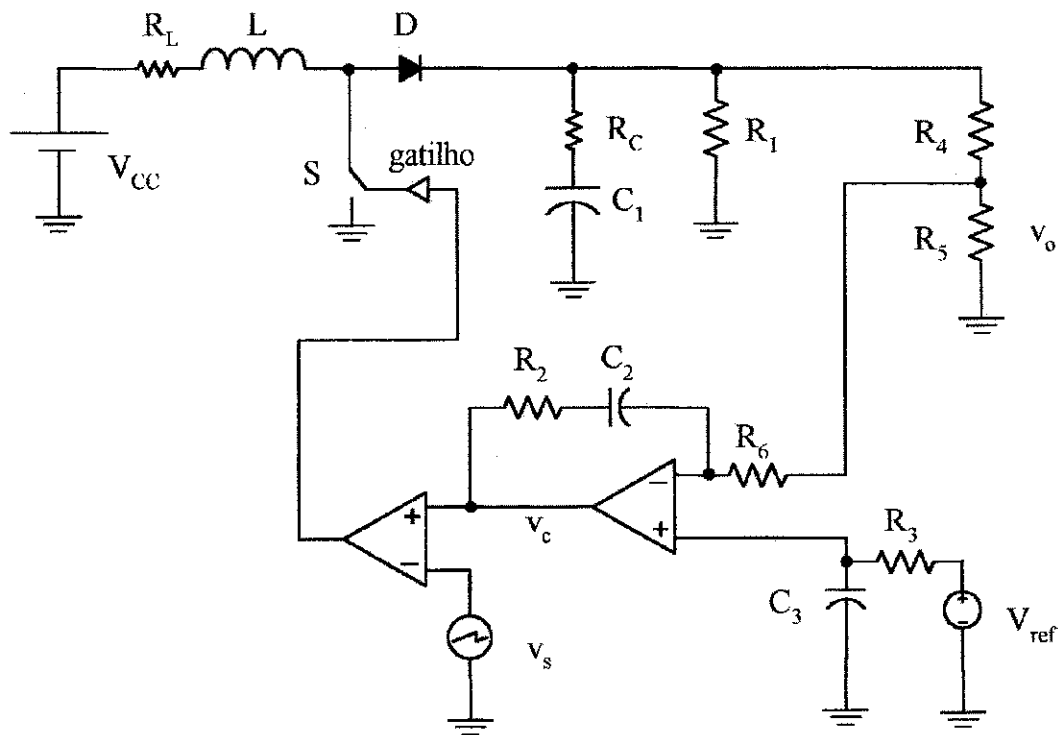 R_L
L
D
V_CC
S
gatilho
R_C
C_1
R_1
R_4
R_5
v_o
R_2
C_2
R_6
−
+
v_c
+
−
v_s
R_3
C_3
+
-
V_ref